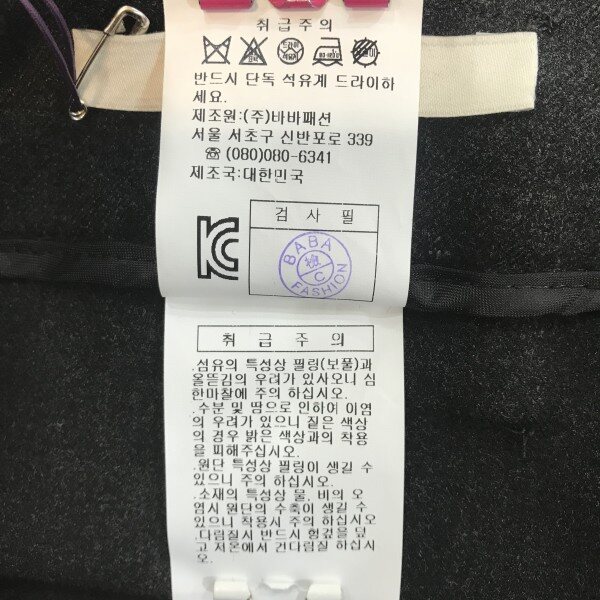 취급주의
드라이
반드시 단독 석유계 드라이하
세요.
제조원:(주)바바패션
서울 서초구 신반포로 339
☎ (080)080-6341
제조국:대한민국
검사필
BABA
C
FASHION
취급주의
.섬유의 특성상 필링(보풀)과
올뜯김의 우려가 있사오니 심
한마찰에 주의 하십시오.
.수분 및 땀으로 인하여 이염
의 우려가 있으니 짙은 색상
의 경우 밝은 색상과의 착용
을 피해주십시오.
.원단 특성상 필링이 생길 수
있으니 주의 하십시오.
.소재의 특성상 물, 비의 오
염시 원단의 수축이 생길 수
있으니 착용시 주의 하십시오
.다림질시 반드시 헝겊을 덮
고 저온에서 건다림질 하십시
오.